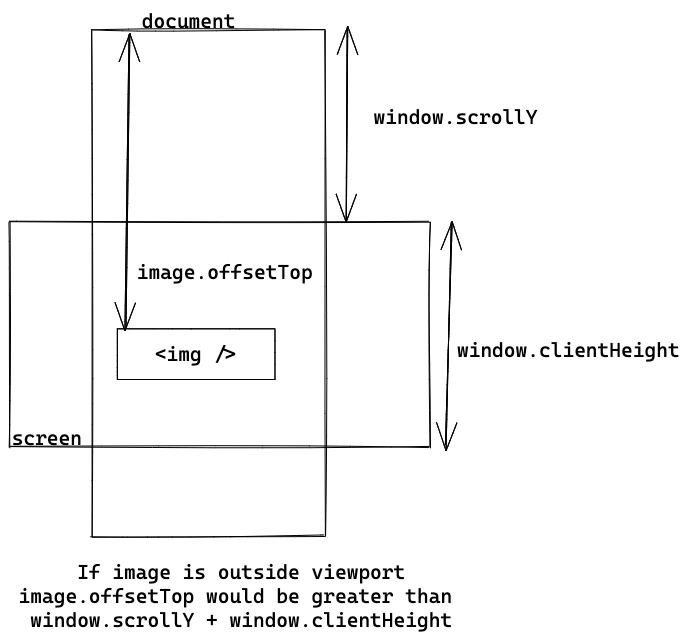 document
window.scrollY
image.offsetTop
<img />
window.clientHeight
screen
If image is outside viewport
image.offsetTop would be greater than
window.scrollY + window.clientHeight